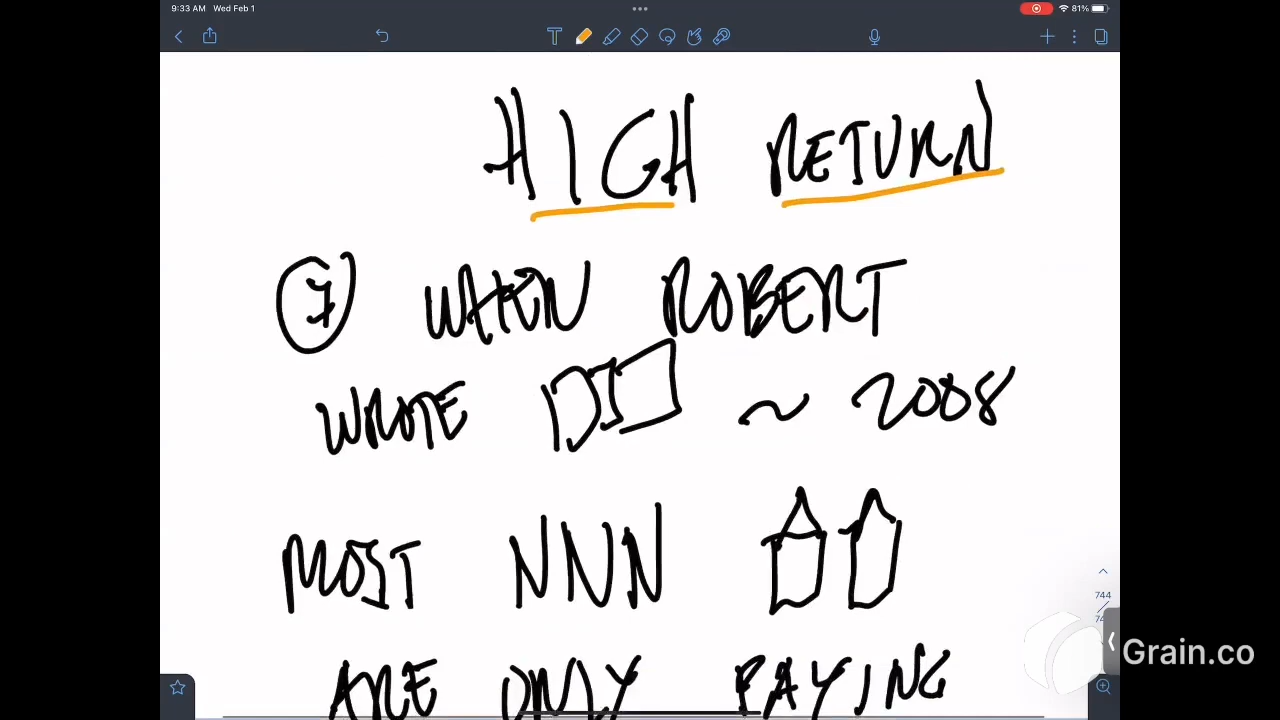 9:33 AM Wed Feb 1
81%
HIGH RETURN
7 WHEN ROBERT
WROTE ~ 2008
MOST NNN
ARE ONLY PAYING
744
Grain.co